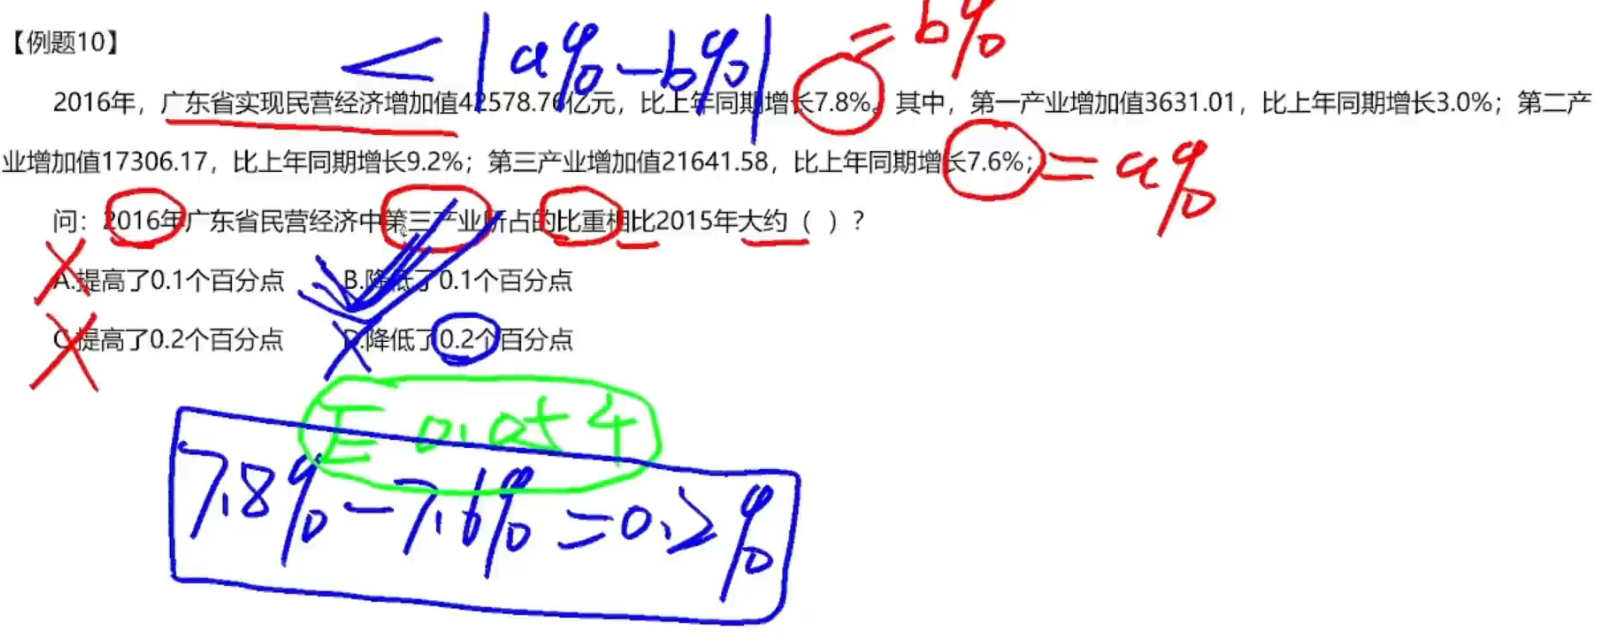 = b%
【例题10】 < |a%-b%|
2016年，广东省实现民营经济增加值42578.76亿元，比上年同期增长7.8%。其中，第一产业增加值3631.01，比上年同期增长3.0%；第二产
业增加值17306.17，比上年同期增长9.2%；第三产业增加值21641.58，比上年同期增长7.6%; = a%
问：2016年广东省民营经济中第三产业所占的比重相比2015年大约（ ）？
A.提高了0.1个百分点 B.降低了0.1个百分点
C.提高了0.2个百分点 D.降低了0.2个百分点
7.8%-7.6%=0.2%